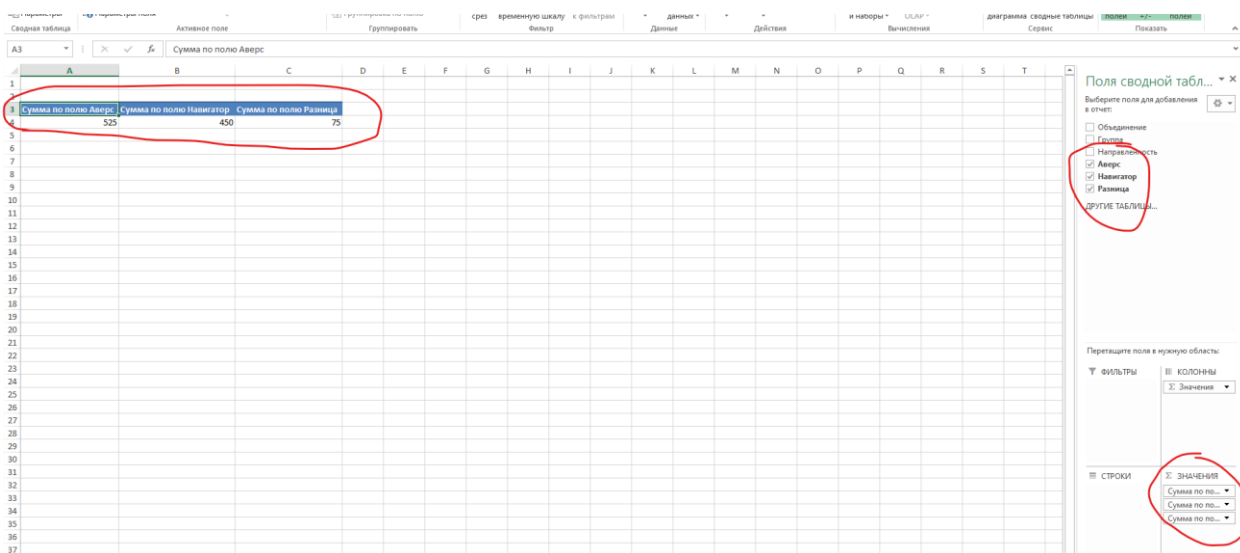 срез временную шкалу к фильтрам данных и наборы OLAP диаграмма сводные таблицы полей +/- полей
Сводная таблица Активное поле Группировать Фильтр Данные Действия Вычисления Сервис Показать
A3 fx Сумма по полю Аверс
A B C D E F G H I J K L M N O P Q R S T
1
2
3 Сумма по полю Аверс Сумма по полю Навигатор Сумма по полю Разница
4 525 450 75
5
6
7
8
9
10
11
12
13
14
15
16
17
18
19
20
21
22
23
24
25
26
27
28
29
30
31
32
33
34
35
36
37
Поля сводной табл...
Выберите поля для добавления
в отчет:
Объединение
Группа
Направленность
Аверс
Навигатор
Разница
ДРУГИЕ ТАБЛИЦЫ...
Перетащите поля в нужную область:
ФИЛЬТРЫ
КОЛОННЫ
Σ Значения
СТРОКИ
Σ ЗНАЧЕНИЯ
Сумма по по...
Сумма по по...
Сумма по по...